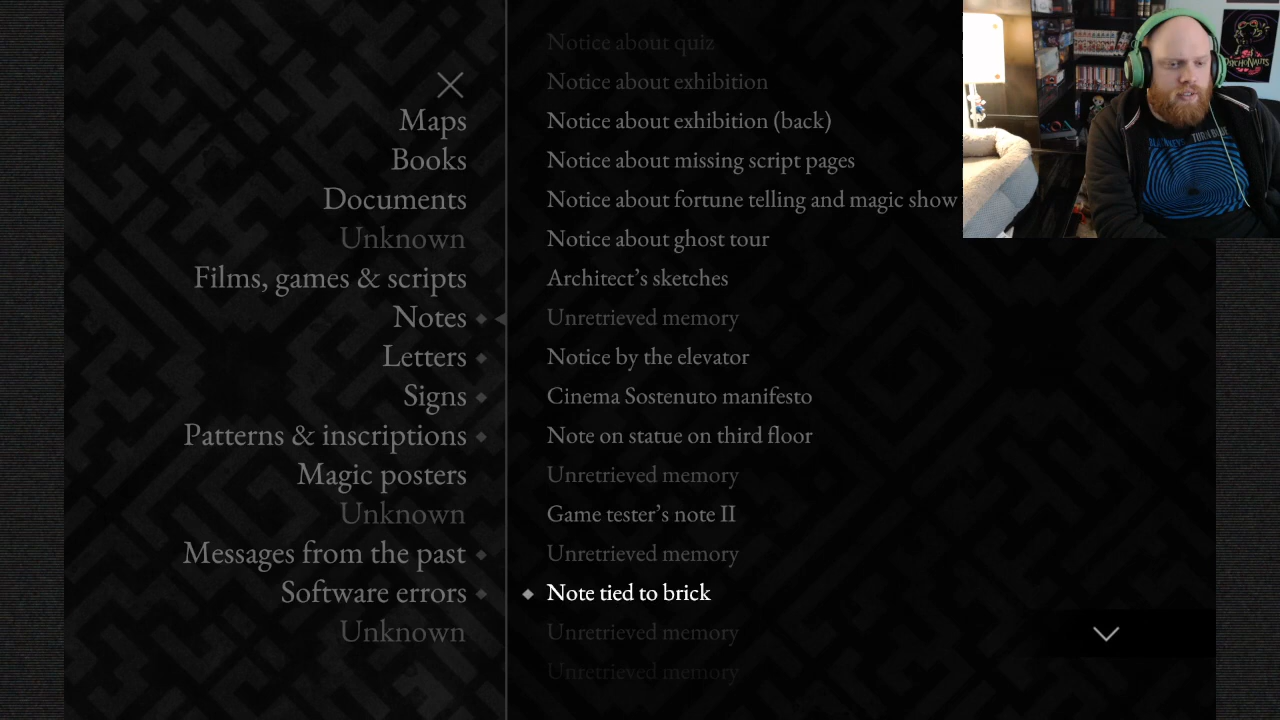 Maps
Books
Documents
Unknown
Films, games & scripts
Notes
Letters
Signs
Patterns & inscriptions
Magic posters
Unknown
Messages from the past
Software errors
Unknown
Notice about quiz
Notice about exhibition
Notice about exhibition (back)
Notice about missing script pages
Notice about fortune telling and magic show
Notice about ghost tour
Architect's sketches
Unretrieved memory
Notice by the elevator
Cinema Sostenuto manifesto
Note on statue on third floor
Unretrieved memory
Game tester's note II
Unretrieved memory
Note tied to brick
Unretrieved memory
Unretrieved memory
PSYCHONAUTS